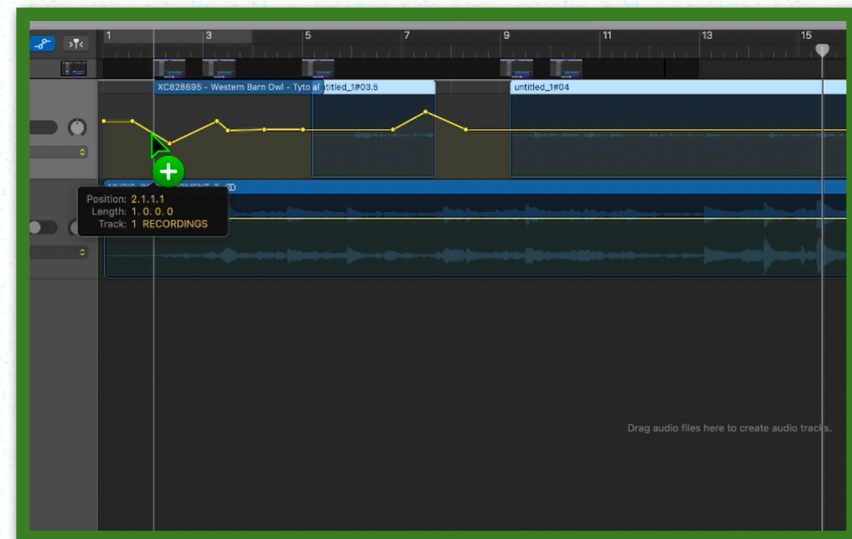 1 3 5 7 9 11 13 15
XC828695 - Western Barn Owl - Tyto al
titled_1#03.5
untitled_1#04
Position: 2.1.1.1
Length: 1. 0. 0. 0
Track: 1 RECORDINGS
Drag audio files here to create audio tracks.